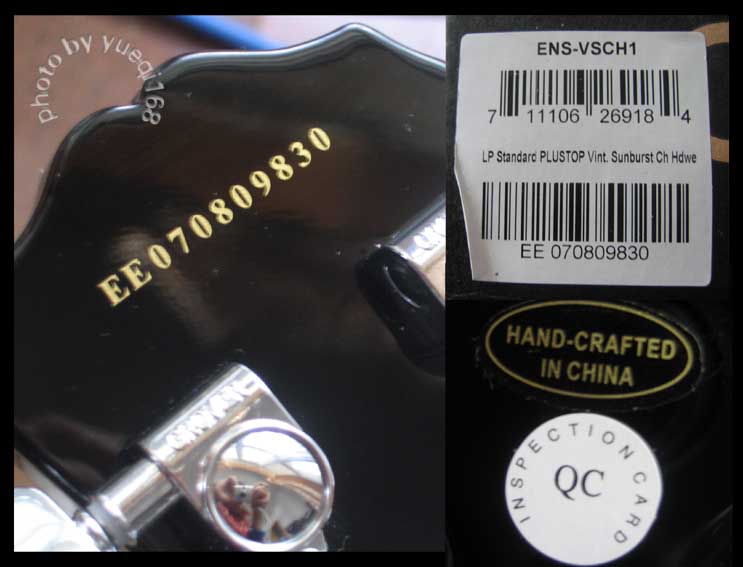 photo by yueqi168
EE070809830
GROVER
ENS-VSCH1
7 11106 26918 4
LP Standard PLUSTOP Vint. Sunburst Ch Hdwe
EE 070809830
HAND-CRAFTED
IN CHINA
INSPECTION CARD
QC